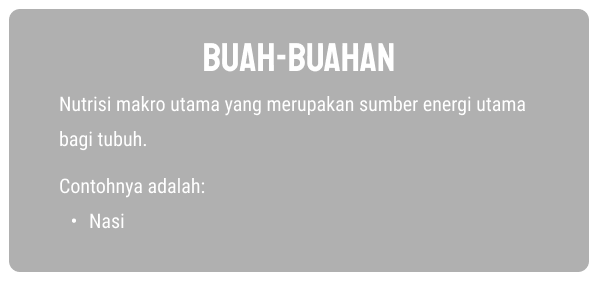 BUAH-BUAHAN
Nutrisi makro utama yang merupakan sumber energi utama
bagi tubuh.
Contohnya adalah:
• Nasi